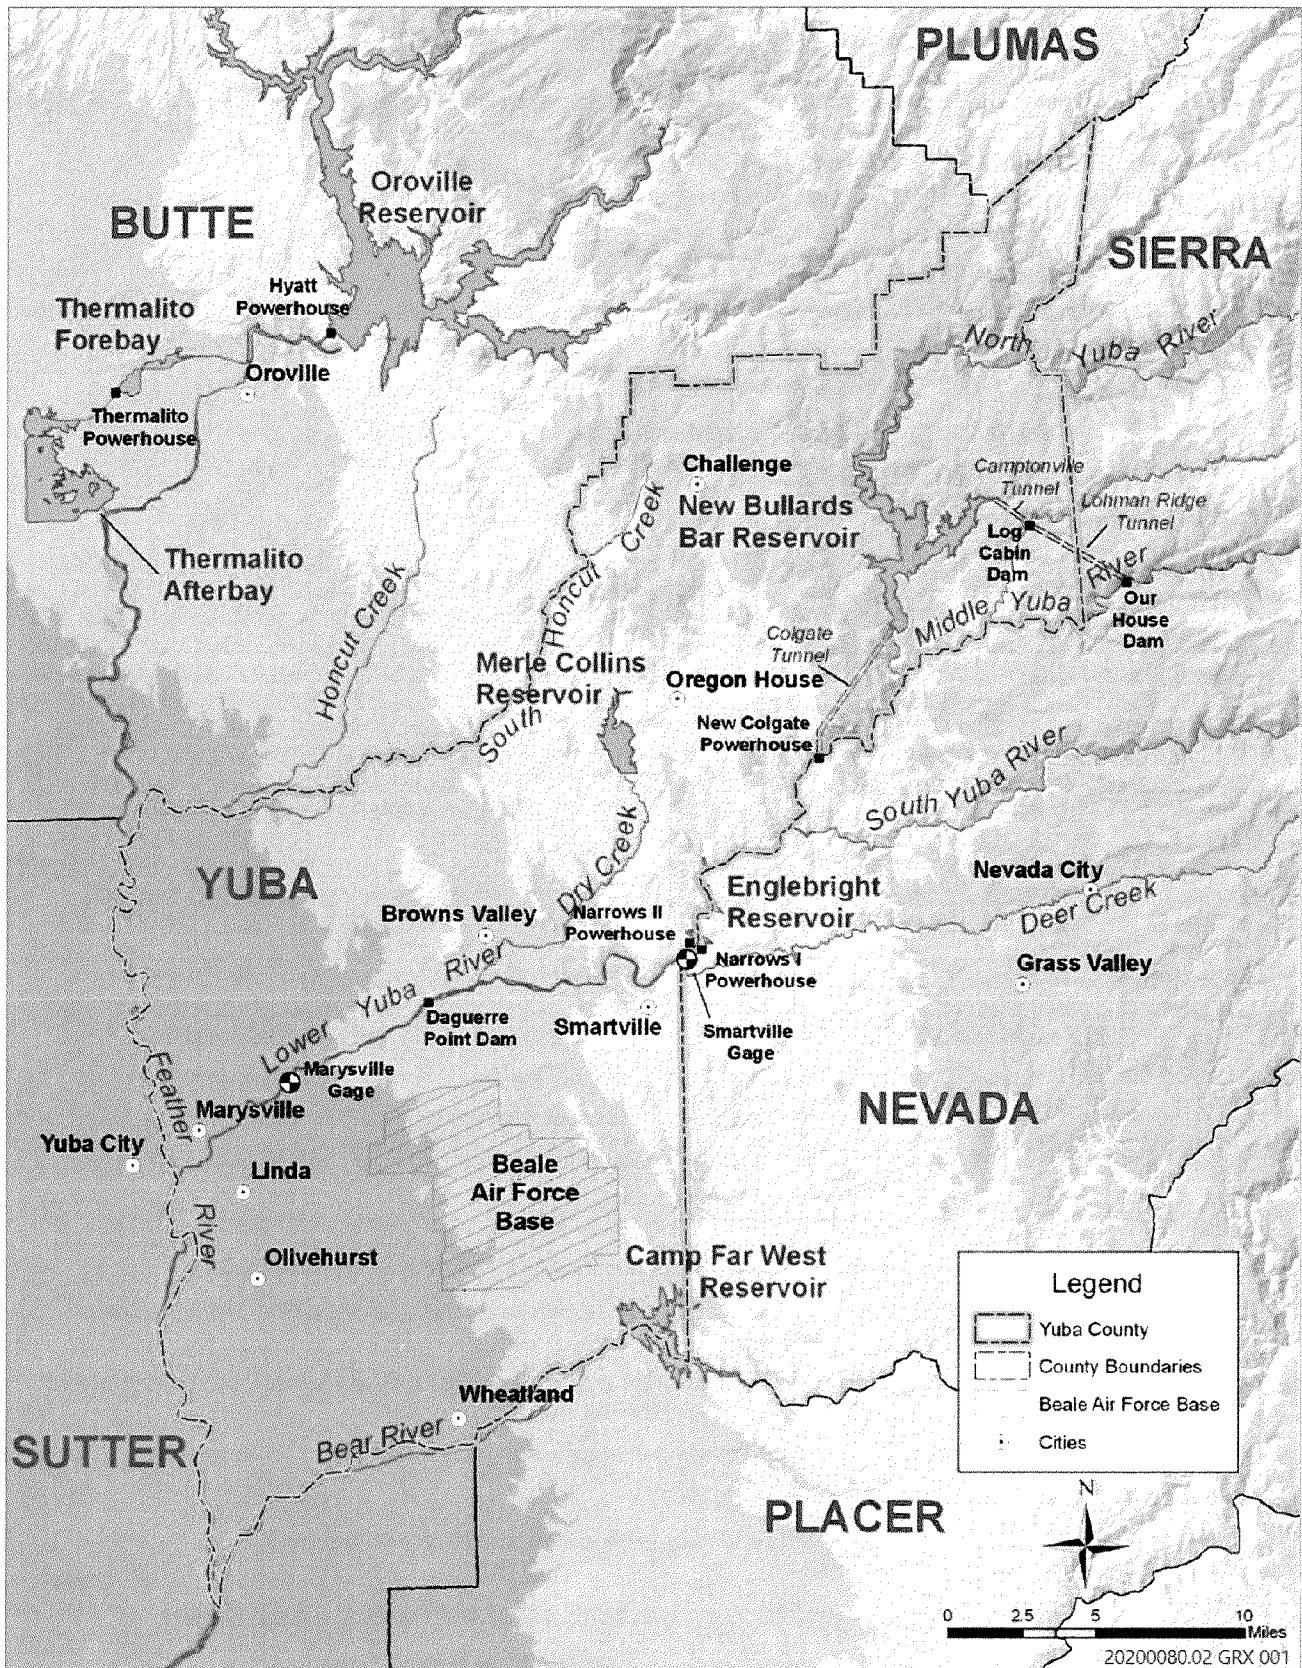 PLUMAS
Oroville
Reservoir
BUTTE
SIERRA
Hyatt
Powerhouse
Thermalito
Forebay
North Yuba River
Oroville
Thermalito
Powerhouse
Challenge
Camptonville
Tunnel
Lohman Ridge
Tunnel
New Bullards
Bar Reservoir
Log
Cabin
Dam
Thermalito
Afterbay
Honcut Creek
South Honcut Creek
Middle Yuba River
Our
House
Dam
Colgate
Tunnel
Merle Collins
Reservoir
Oregon House
New Colgate
Powerhouse
South Yuba River
YUBA
Dry Creek
Nevada City
Englebright
Reservoir
Deer Creek
Browns Valley
Narrows II
Powerhouse
Narrows I
Powerhouse
Grass Valley
Lower Yuba River
Daguerre
Point Dam
Smartville
Smartville
Gage
Feather River
Marysville
Gage
Marysville
NEVADA
Yuba City
Linda
Beale
Air Force
Base
Olivehurst
Camp Far West
Reservoir
Legend
Yuba County
County Boundaries
Beale Air Force Base
Cities
Wheatland
Bear River
SUTTER
PLACER
N
0 2.5 5 10
Miles
20200080.02 GRX 001